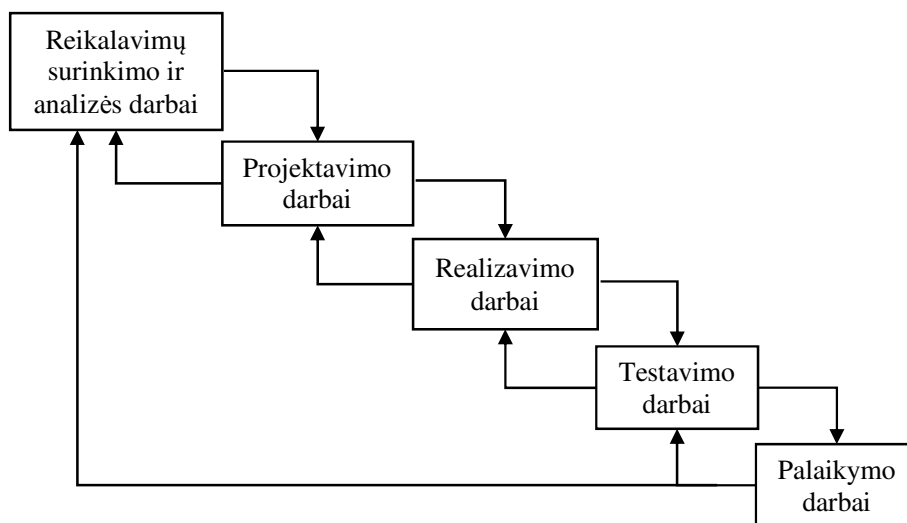 Reikalavimų
surinkimo ir
analizės darbai
Projektavimo
darbai
Realizavimo
darbai
Testavimo
darbai
Palaikymo
darbai